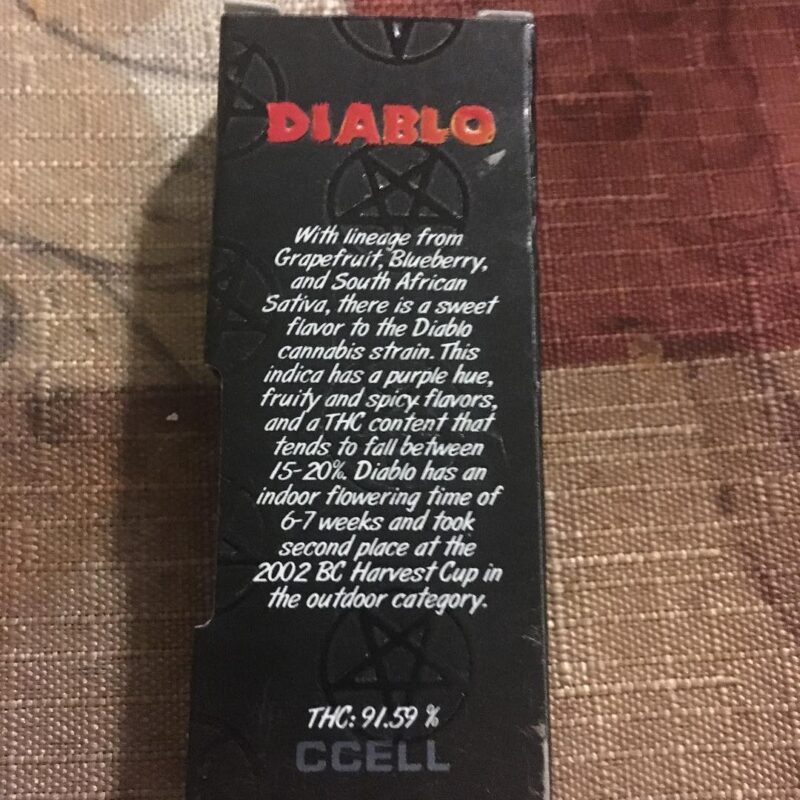 DIABLO
With lineage from
Grapefruit, Blueberry,
and South African
Sativa, there is a sweet
flavor to the Diablo
cannabis strain. This
indica has a purple hue,
fruity and spicy flavors,
and a THC content that
tends to fall between
15-20%. Diablo has an
indoor flowering time of
6-7 weeks and took
second place at the
2002 BC Harvest Cup in
the outdoor category.
THC: 91.59 %
CCELL